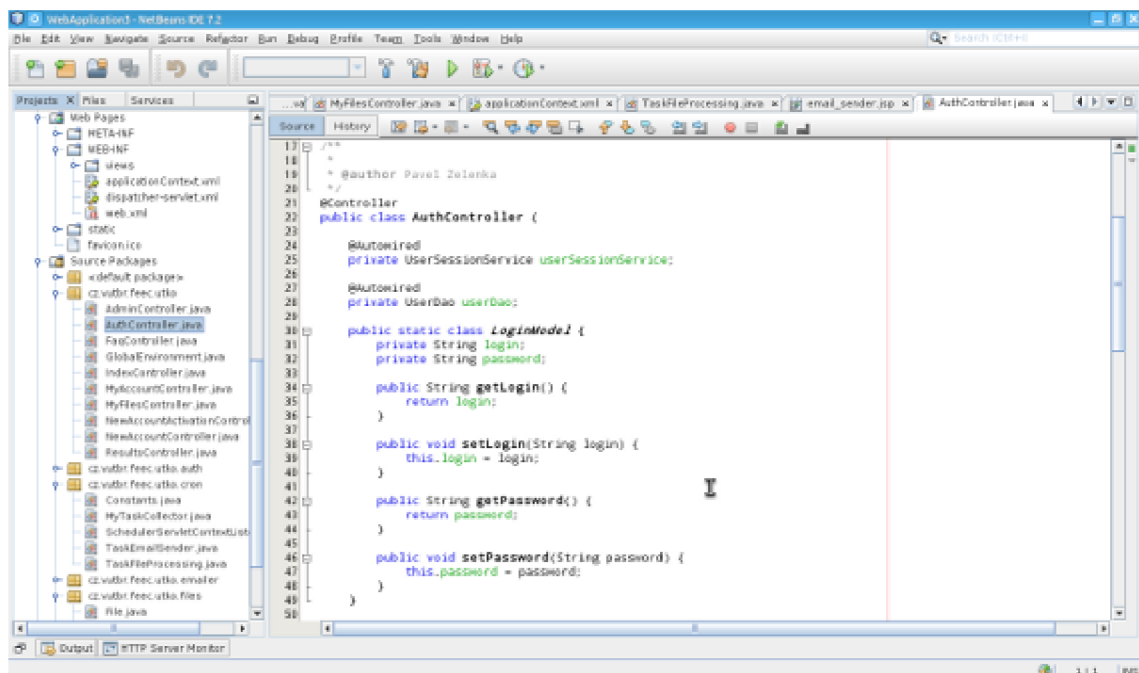 WebApplication3 - NetBeans IDE 7.2
File Edit View Navigate Source Refactor Run Debug Profile Team Tools Window Help
Search (Ctrl+I)
Projects Files Services
Web Pages
META-INF
WEB-INF
views
applicationContext.xml
dispatcher-servlet.xml
web.xml
static
favicon.ico
Source Packages
<default package>
cz.vutbr.feec.utko
AdminController.java
AuthController.java
FaqController.java
GlobalEnvironment.java
IndexController.java
MyAccountController.java
MyFilesController.java
NewAccountActivationControl
NewAccountController.java
ResultsController.java
cz.vutbr.feec.utko.auth
cz.vutbr.feec.utko.cron
Constants.java
MyTaskCollector.java
SchedulerServletContextList
TaskEmailSender.java
TaskFileProcessing.java
cz.vutbr.feec.utko.emailer
cz.vutbr.feec.utko.files
File.java
...va MyFilesController.java applicationContext.xml TaskFileProcessing.java email_sender.jsp AuthController.java
Source History
17 /**
18 *
19 * @author Pavel Zelenka
20 */
21 @Controller
22 public class AuthController {
23
24 @Autowired
25 private UserSessionService userSessionService;
26
27 @Autowired
28 private UserDao userDao;
29
30 public static class LoginModel {
31 private String login;
32 private String password;
33
34 public String getLogin() {
35 return login;
36 }
37
38 public void setLogin(String login) {
39 this.login = login;
40 }
41
42 public String getPassword() {
43 return password;
44 }
45
46 public void setPassword(String password) {
47 this.password = password;
48 }
49 }
50
Output HTTP Server Monitor
1 | 1 INS